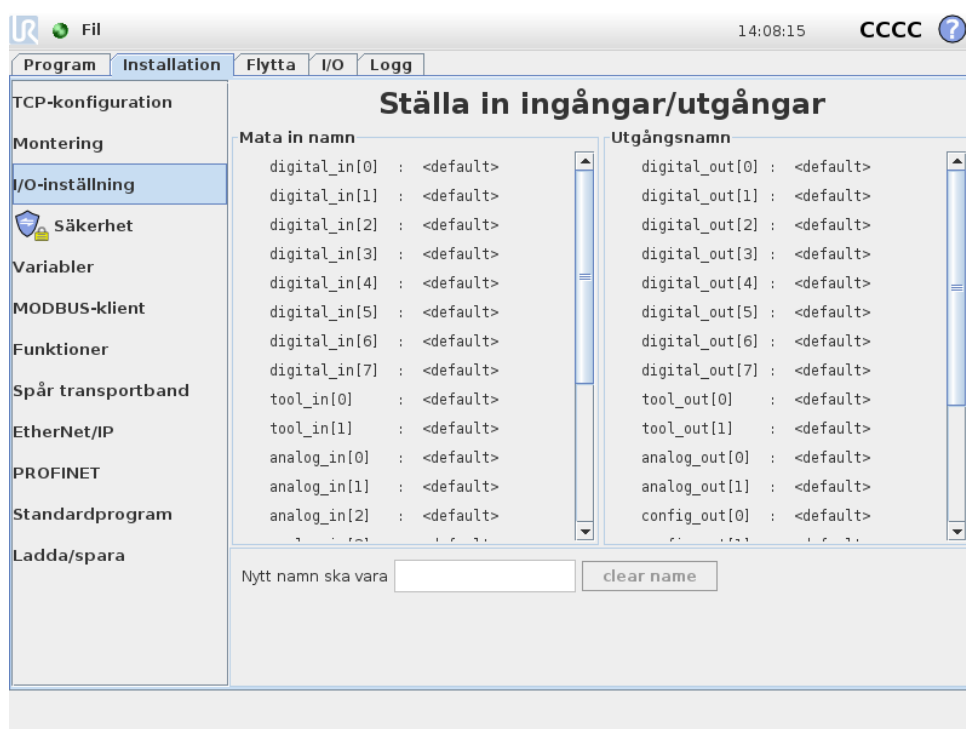 UR Fil 14:08:15 CCCC ?
Program Installation Flytta I/O Logg
TCP-konfiguration
Montering
I/O-inställning
Säkerhet
Variabler
MODBUS-klient
Funktioner
Spår transportband
EtherNet/IP
PROFINET
Standardprogram
Ladda/spara
Ställa in ingångar/utgångar
Mata in namn
digital_in[0] : <default>
digital_in[1] : <default>
digital_in[2] : <default>
digital_in[3] : <default>
digital_in[4] : <default>
digital_in[5] : <default>
digital_in[6] : <default>
digital_in[7] : <default>
tool_in[0] : <default>
tool_in[1] : <default>
analog_in[0] : <default>
analog_in[1] : <default>
analog_in[2] : <default>
Utgångsnamn
digital_out[0] : <default>
digital_out[1] : <default>
digital_out[2] : <default>
digital_out[3] : <default>
digital_out[4] : <default>
digital_out[5] : <default>
digital_out[6] : <default>
digital_out[7] : <default>
tool_out[0] : <default>
tool_out[1] : <default>
analog_out[0] : <default>
analog_out[1] : <default>
config_out[0] : <default>
Nytt namn ska vara
clear name